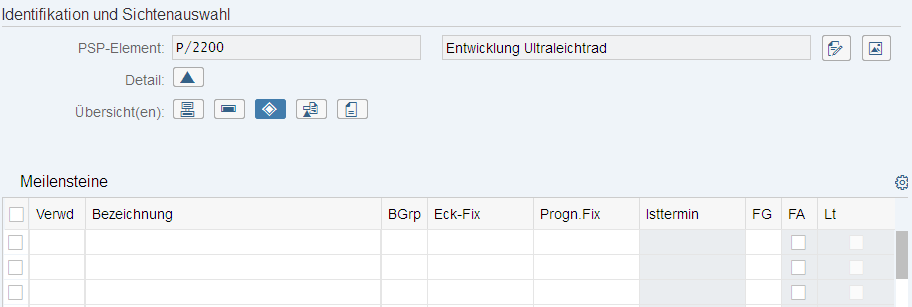 Identifikation und Sichtenauswahl
PSP-Element: P/2200 Entwicklung Ultraleichtrad
Detail:
Übersicht(en):
Meilensteine
Verwd Bezeichnung BGrp Eck-Fix Progn.Fix Isttermin FG FA Lt